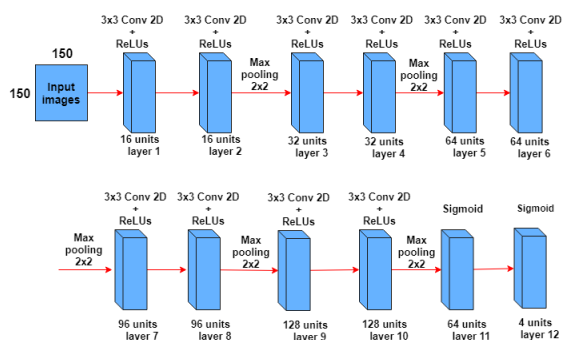 150
150
Input
images
3x3 Conv 2D
+
ReLUs
16 units
layer 1
3x3 Conv 2D
+
ReLUs
16 units
layer 2
Max
pooling
2x2
3x3 Conv 2D
+
ReLUs
32 units
layer 3
3x3 Conv 2D
+
ReLUs
32 units
layer 4
Max
pooling
2x2
3x3 Conv 2D
+
ReLUs
64 units
layer 5
3x3 Conv 2D
+
ReLUs
64 units
layer 6
Max
pooling
2x2
3x3 Conv 2D
+
ReLUs
96 units
layer 7
3x3 Conv 2D
+
ReLUs
96 units
layer 8
Max
pooling
2x2
3x3 Conv 2D
+
ReLUs
128 units
layer 9
3x3 Conv 2D
+
ReLUs
128 units
layer 10
Max
pooling
2x2
Sigmoid
64 units
layer 11
Sigmoid
4 units
layer 12